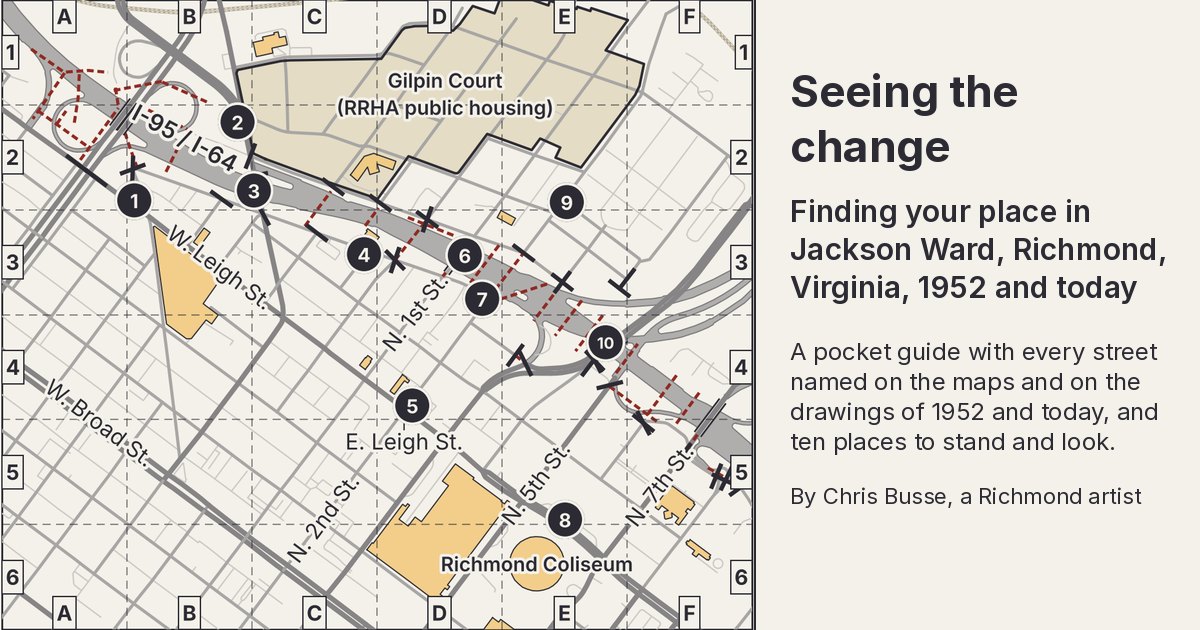 A B C D E F
1 1
Gilpin Court
(RRHA public housing)
I-95 / I-64
2
2 2
3
1
9
W. Leigh St.
3 3
4
6
7
N. 1st St.
10
4 4
W. Broad St.
5
E. Leigh St.
5 5
N. 2nd St.
N. 5th St.
N. 7th St.
8
Richmond Coliseum
6 6
A B C D E F
Seeing the
change
Finding your place in
Jackson Ward, Richmond,
Virginia, 1952 and today
A pocket guide with every street
named on the maps and on the
drawings of 1952 and today, and
ten places to stand and look.
By Chris Busse, a Richmond artist